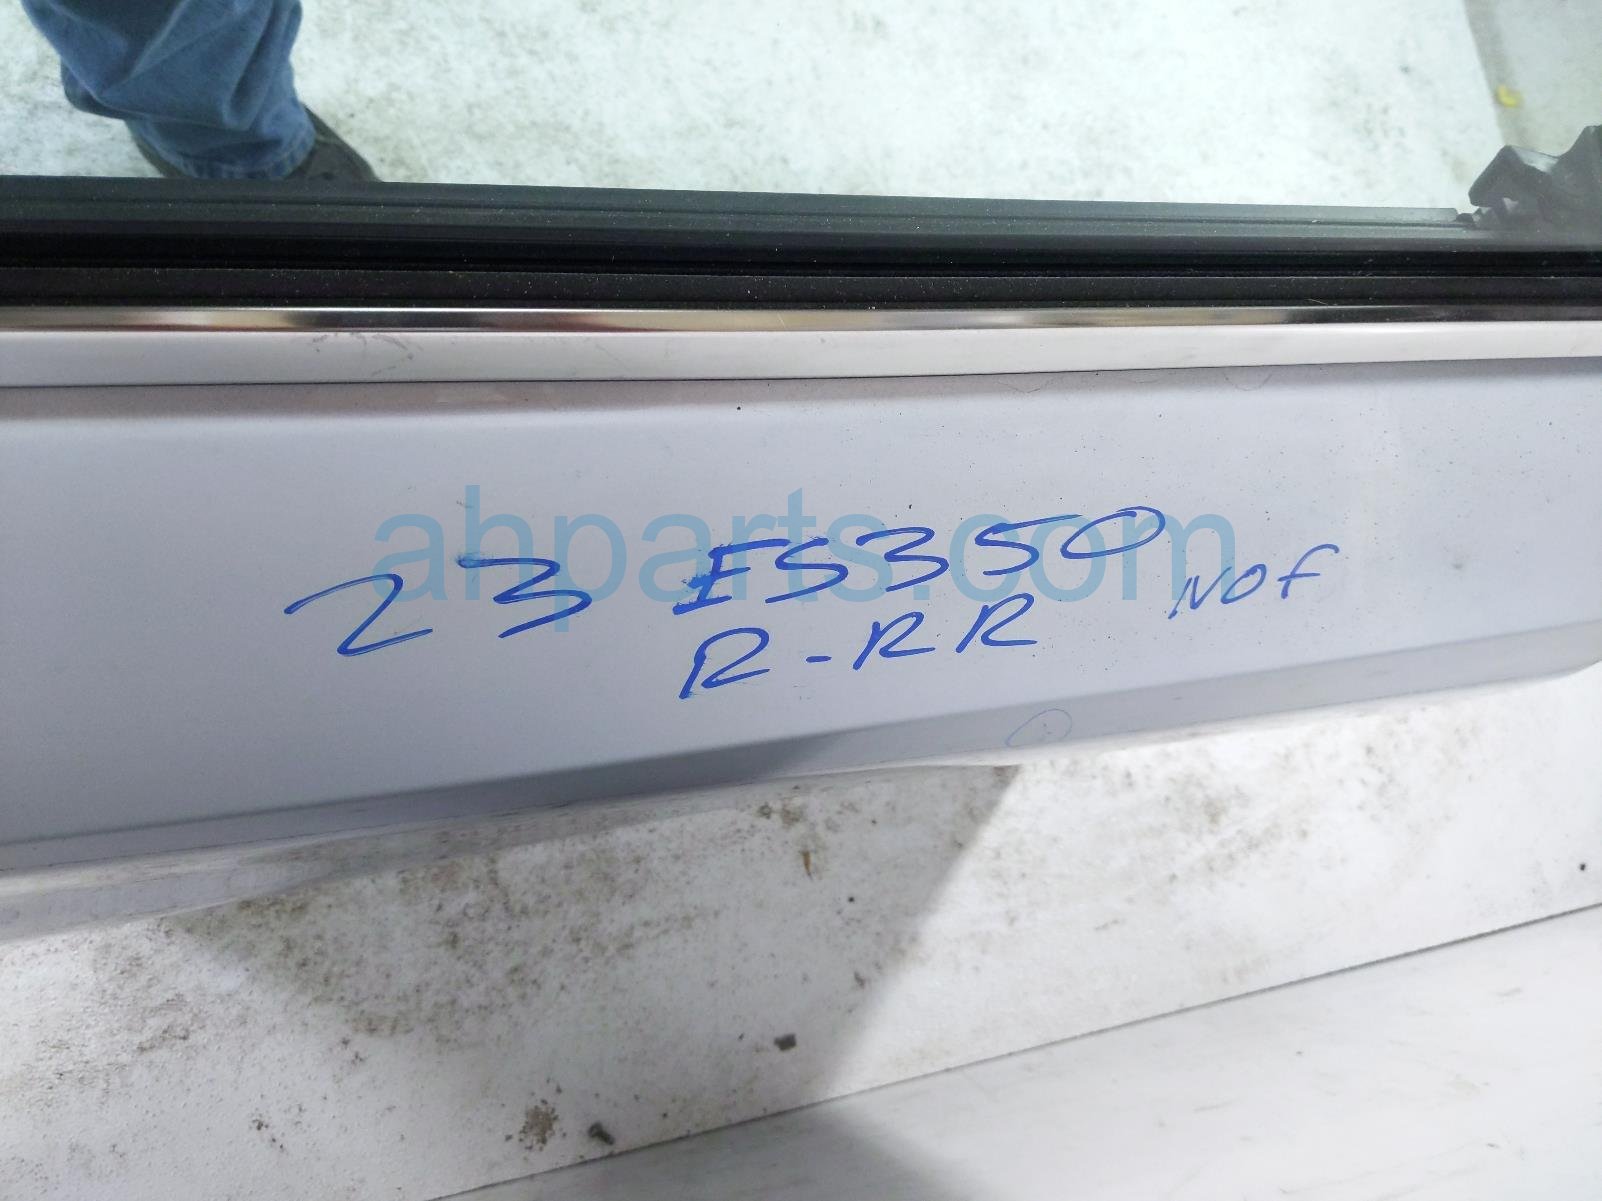 23 ES350 NOF
R-RR
ahparts.com